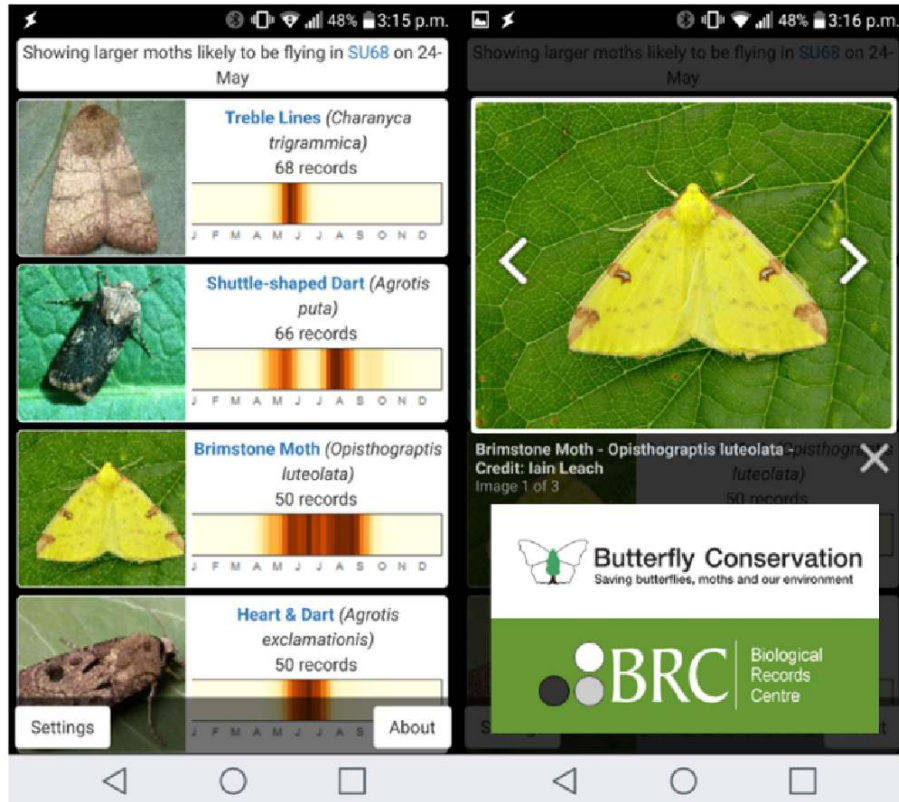 48% 3:15 p.m.
Showing larger moths likely to be flying in SU68 on 24-
May
Treble Lines (Charanyca
trigrammica)
68 records
J F M A M J J A S O N D
Shuttle-shaped Dart (Agrotis
puta)
66 records
J F M A M J J A S O N D
Brimstone Moth (Opisthograptis
luteolata)
50 records
J F M A M J J A S O N D
Heart & Dart (Agrotis
exclamationis)
50 records
J F M A M J J A S O N D
Settings
About
48% 3:16 p.m.
Showing larger moths likely to be flying in SU68 on 24-
May
Brimstone Moth - Opisthograptis luteolata -
Credit: Iain Leach
Image 1 of 3
luteolata)
50 records
Butterfly Conservation
Saving butterflies, moths and our environment
BRC
Biological
Records
Centre